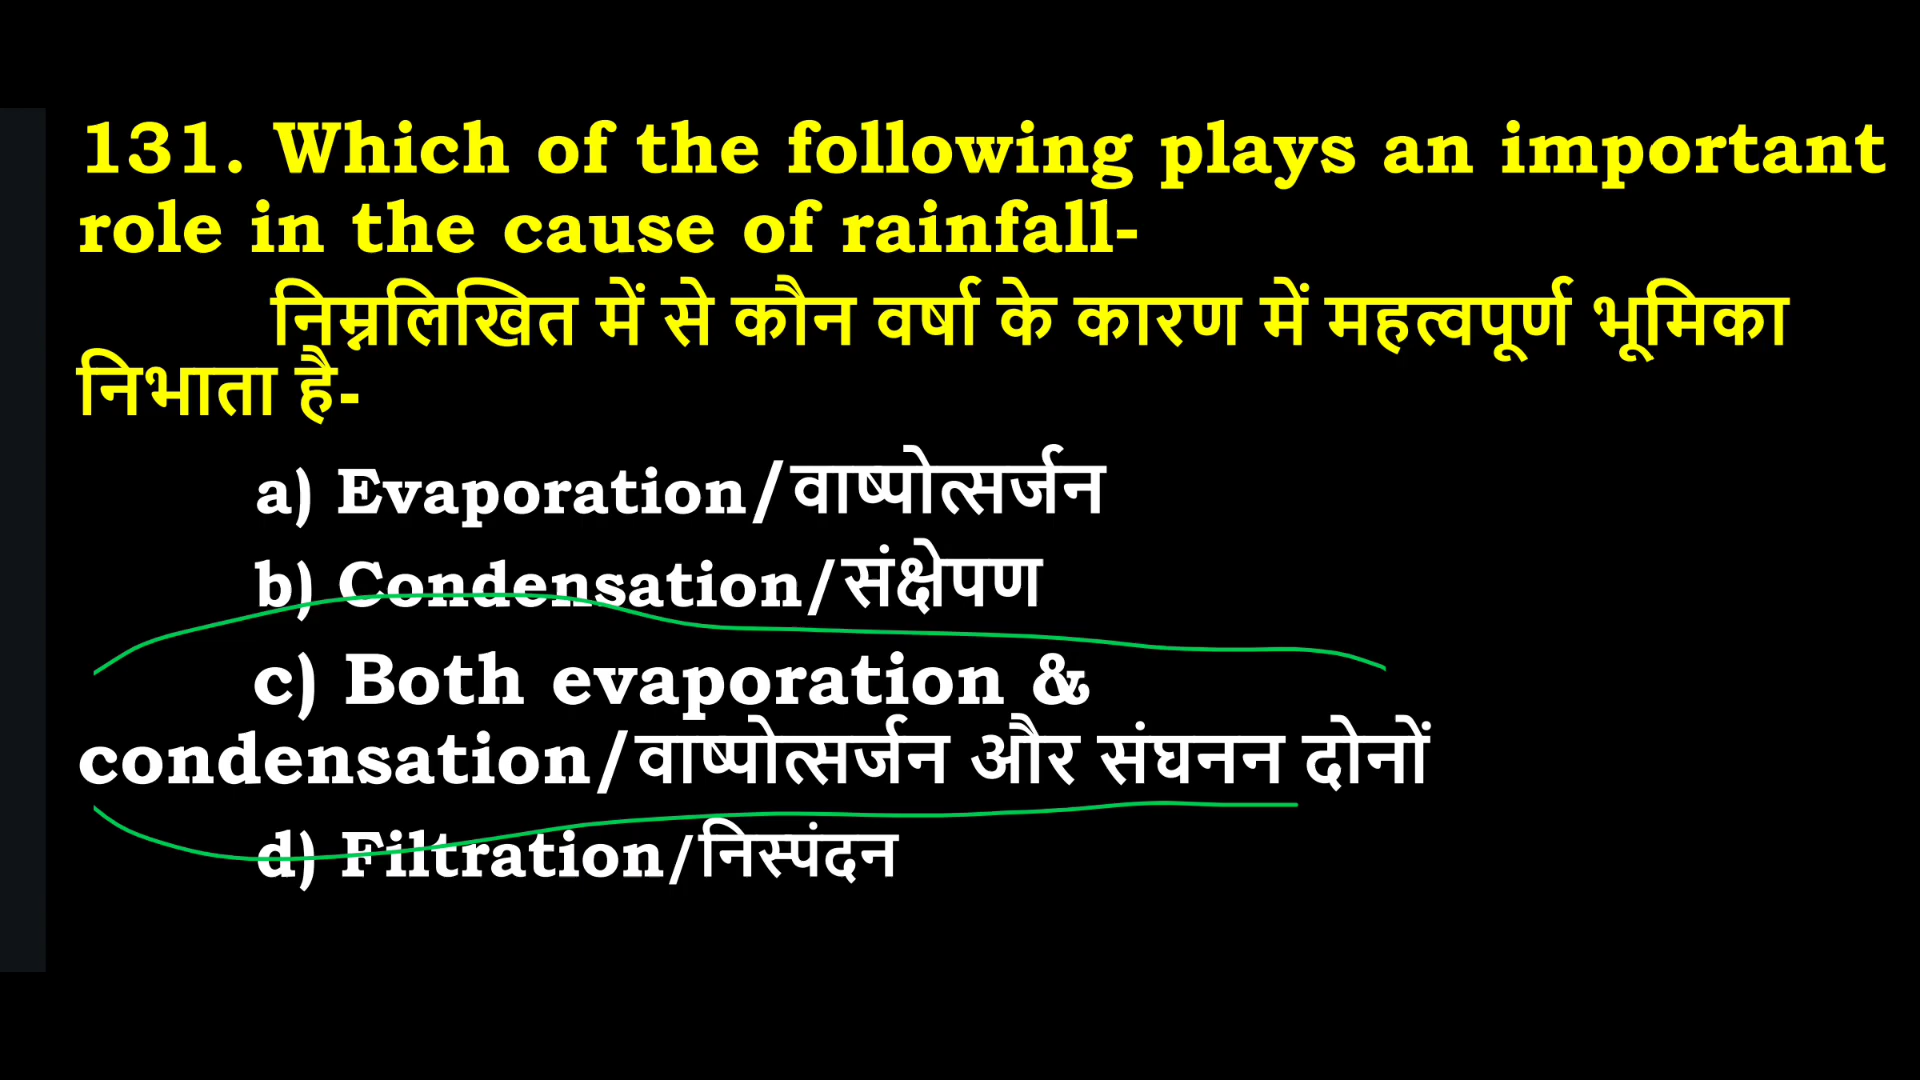 131. Which of the following plays an important
role in the cause of rainfall-
निम्नलिखित में से कौन वर्षा के कारण में महत्वपूर्ण भूमिका
निभाता है-
a) Evaporation/वाष्पोत्सर्जन
b) Condensation/संक्षेपण
c) Both evaporation &
condensation/वाष्पोत्सर्जन और संघनन दोनों
d) Filtration/निस्पंदन